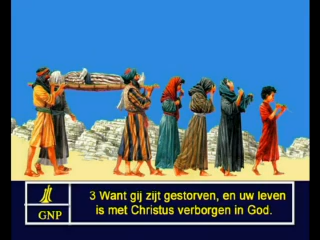 3 Want gij zijt gestorven, en uw leven
is met Christus verborgen in God.
GNP